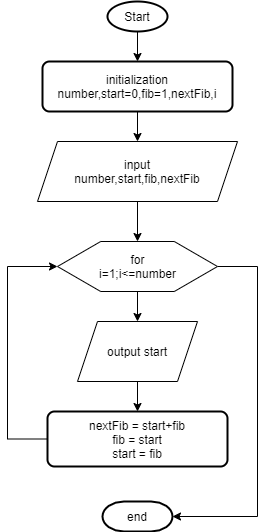 Start
initialization
number,start=0,fib=1,nextFib,i
input
number,start,fib,nextFib
for
i=1;i<=number
output start
nextFib = start+fib
fib = start
start = fib
end